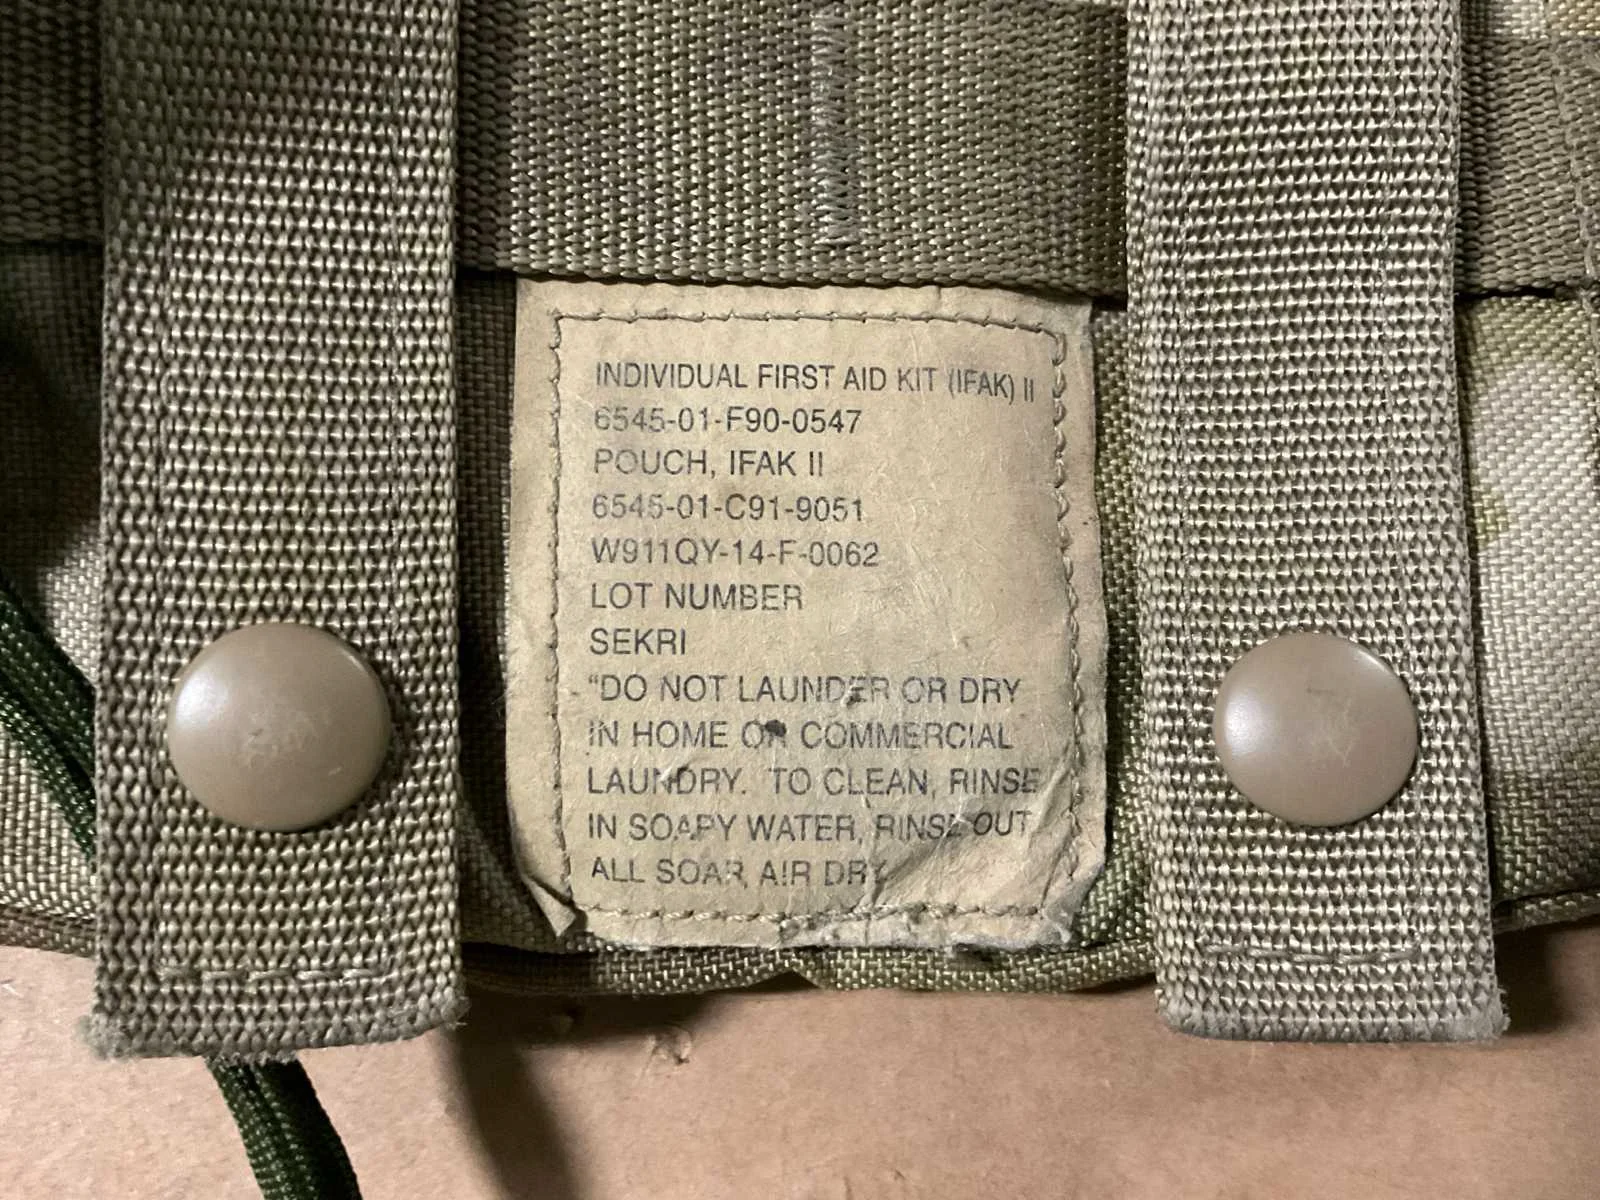 INDIVIDUAL FIRST AID KIT (IFAK) II
6545-01-F90-0547
POUCH, IFAK II
6545-01-C91-9051
W911QY-14-F-0062
LOT NUMBER
SEKRI
"DO NOT LAUNDER OR DRY
IN HOME OR COMMERCIAL
LAUNDRY. TO CLEAN, RINSE
IN SOAPY WATER, RINSE OUT
ALL SOAP, AIR DRY